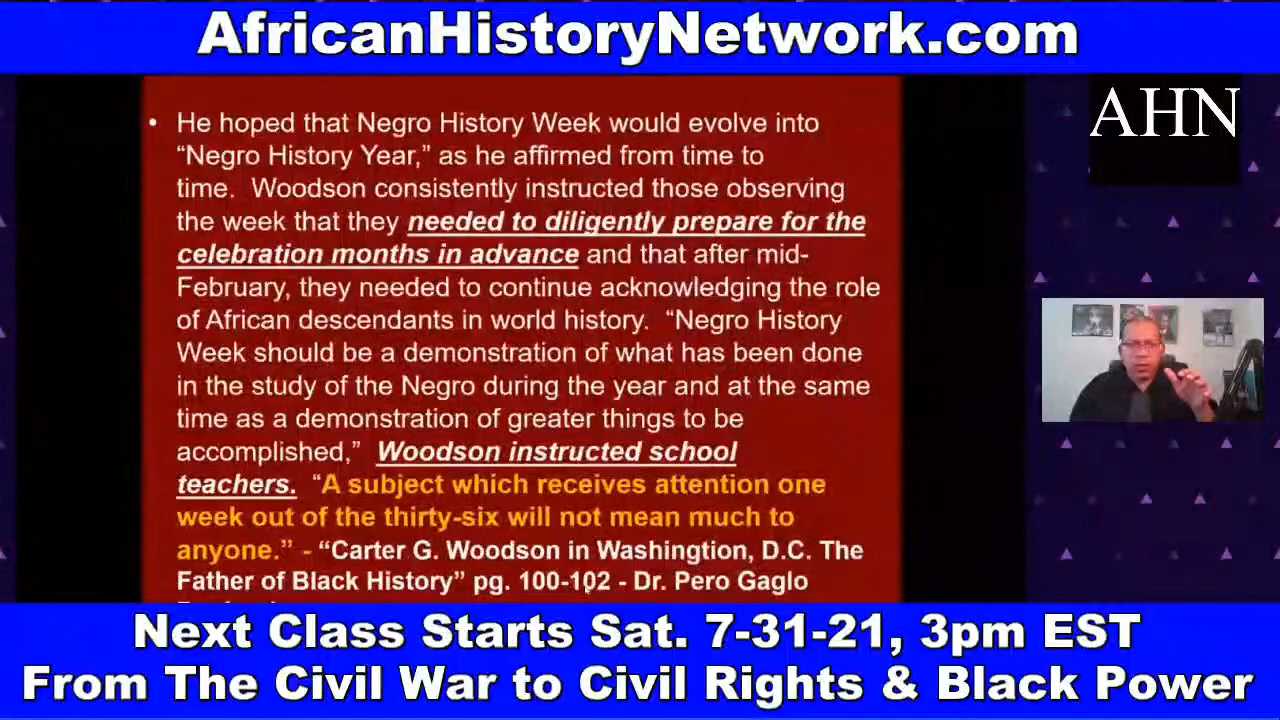 AfricanHistoryNetwork.com
AHN
• He hoped that Negro History Week would evolve into
“Negro History Year,” as he affirmed from time to
time. Woodson consistently instructed those observing
the week that they needed to diligently prepare for the
celebration months in advance and that after mid-
February, they needed to continue acknowledging the role
of African descendants in world history. “Negro History
Week should be a demonstration of what has been done
in the study of the Negro during the year and at the same
time as a demonstration of greater things to be
accomplished,” Woodson instructed school
teachers. “A subject which receives attention one
week out of the thirty-six will not mean much to
anyone.” - “Carter G. Woodson in Washingtion, D.C. The
Father of Black History” pg. 100-102 - Dr. Pero Gaglo
Next Class Starts Sat. 7-31-21, 3pm EST
From The Civil War to Civil Rights & Black Power